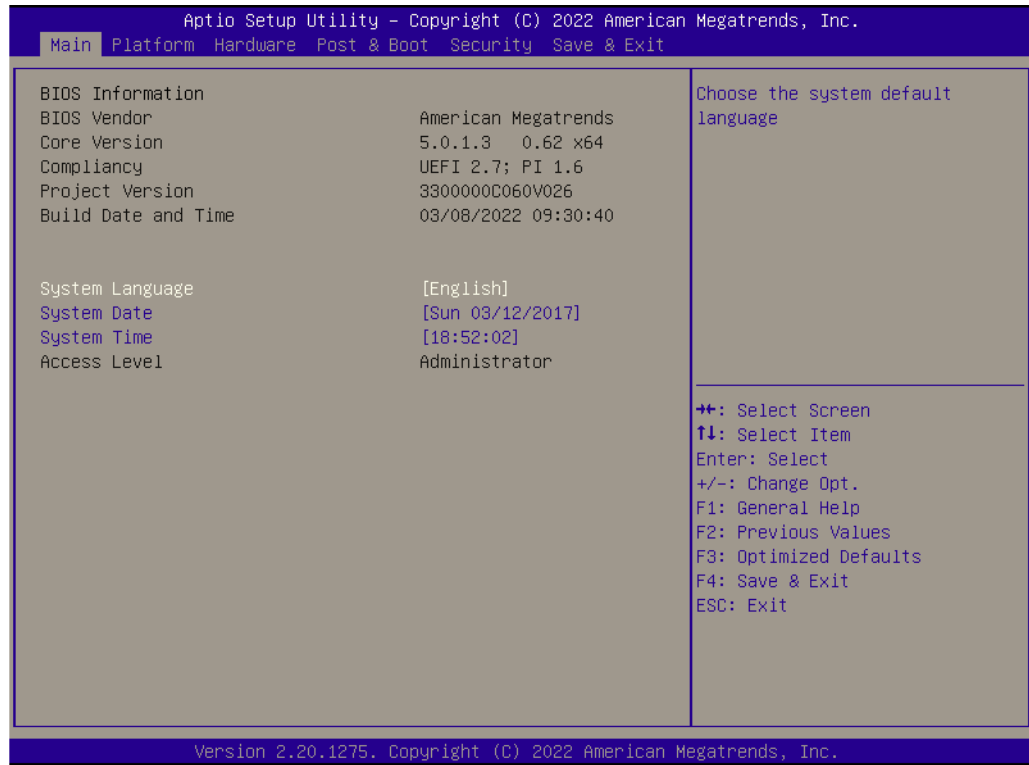 Aptio Setup Utility – Copyright (C) 2022 American Megatrends, Inc.
Main Platform Hardware Post & Boot Security Save & Exit
BIOS Information
BIOS Vendor American Megatrends
Core Version 5.0.1.3 0.62 x64
Compliancy UEFI 2.7; PI 1.6
Project Version 3300000C060V026
Build Date and Time 03/08/2022 09:30:40
System Language [English]
System Date [Sun 03/12/2017]
System Time [18:52:02]
Access Level Administrator
Choose the system default
language
→←: Select Screen
↑↓: Select Item
Enter: Select
+/-: Change Opt.
F1: General Help
F2: Previous Values
F3: Optimized Defaults
F4: Save & Exit
ESC: Exit
Version 2.20.1275. Copyright (C) 2022 American Megatrends, Inc.